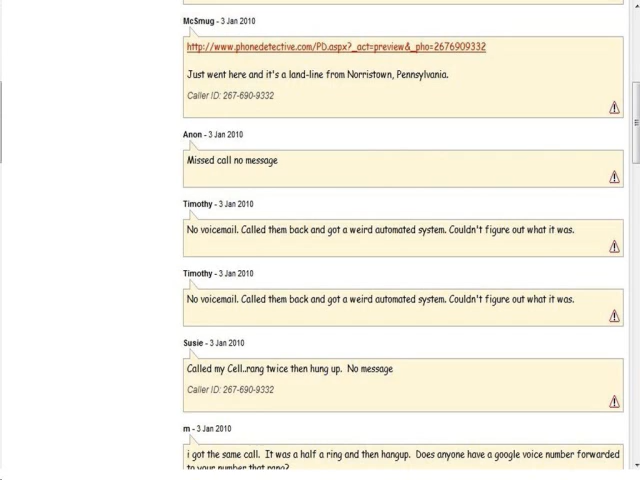 McSmug - 3 Jan 2010
http://www.phonedetective.com/PD.aspx?_act=preview&_pho=2676909332
Just went here and it's a land-line from Norristown, Pennsylvania.
Caller ID: 267-690-9332
Anon - 3 Jan 2010
Missed call no message
Timothy - 3 Jan 2010
No voicemail. Called them back and got a weird automated system. Couldn't figure out what it was.
Timothy - 3 Jan 2010
No voicemail. Called them back and got a weird automated system. Couldn't figure out what it was.
Susie - 3 Jan 2010
Called my Cell..rang twice then hung up. No message
Caller ID: 267-690-9332
m - 3 Jan 2010
i got the same call. It was a half a ring and then hangup. Does anyone have a google voice number forwarded
to your number that rang?